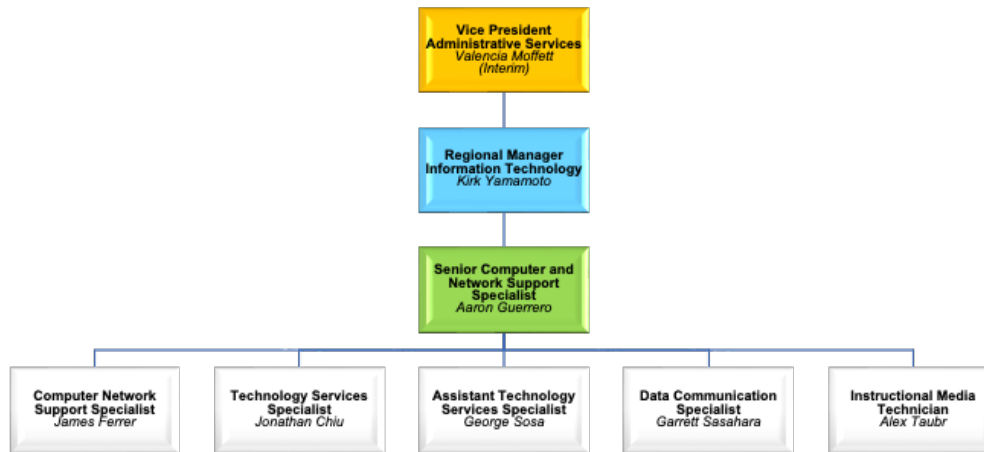 Vice President
Administrative Services
Valencia Moffett
(Interim)
Regional Manager
Information Technology
Kirk Yamamoto
Senior Computer and
Network Support
Specialist
Aaron Guerrero
Computer Network
Support Specialist
James Ferrer
Technology Services
Specialist
Jonathan Chiu
Assistant Technology
Services Specialist
George Sosa
Data Communication
Specialist
Garrett Sasahara
Instructional Media
Technician
Alex Taubr